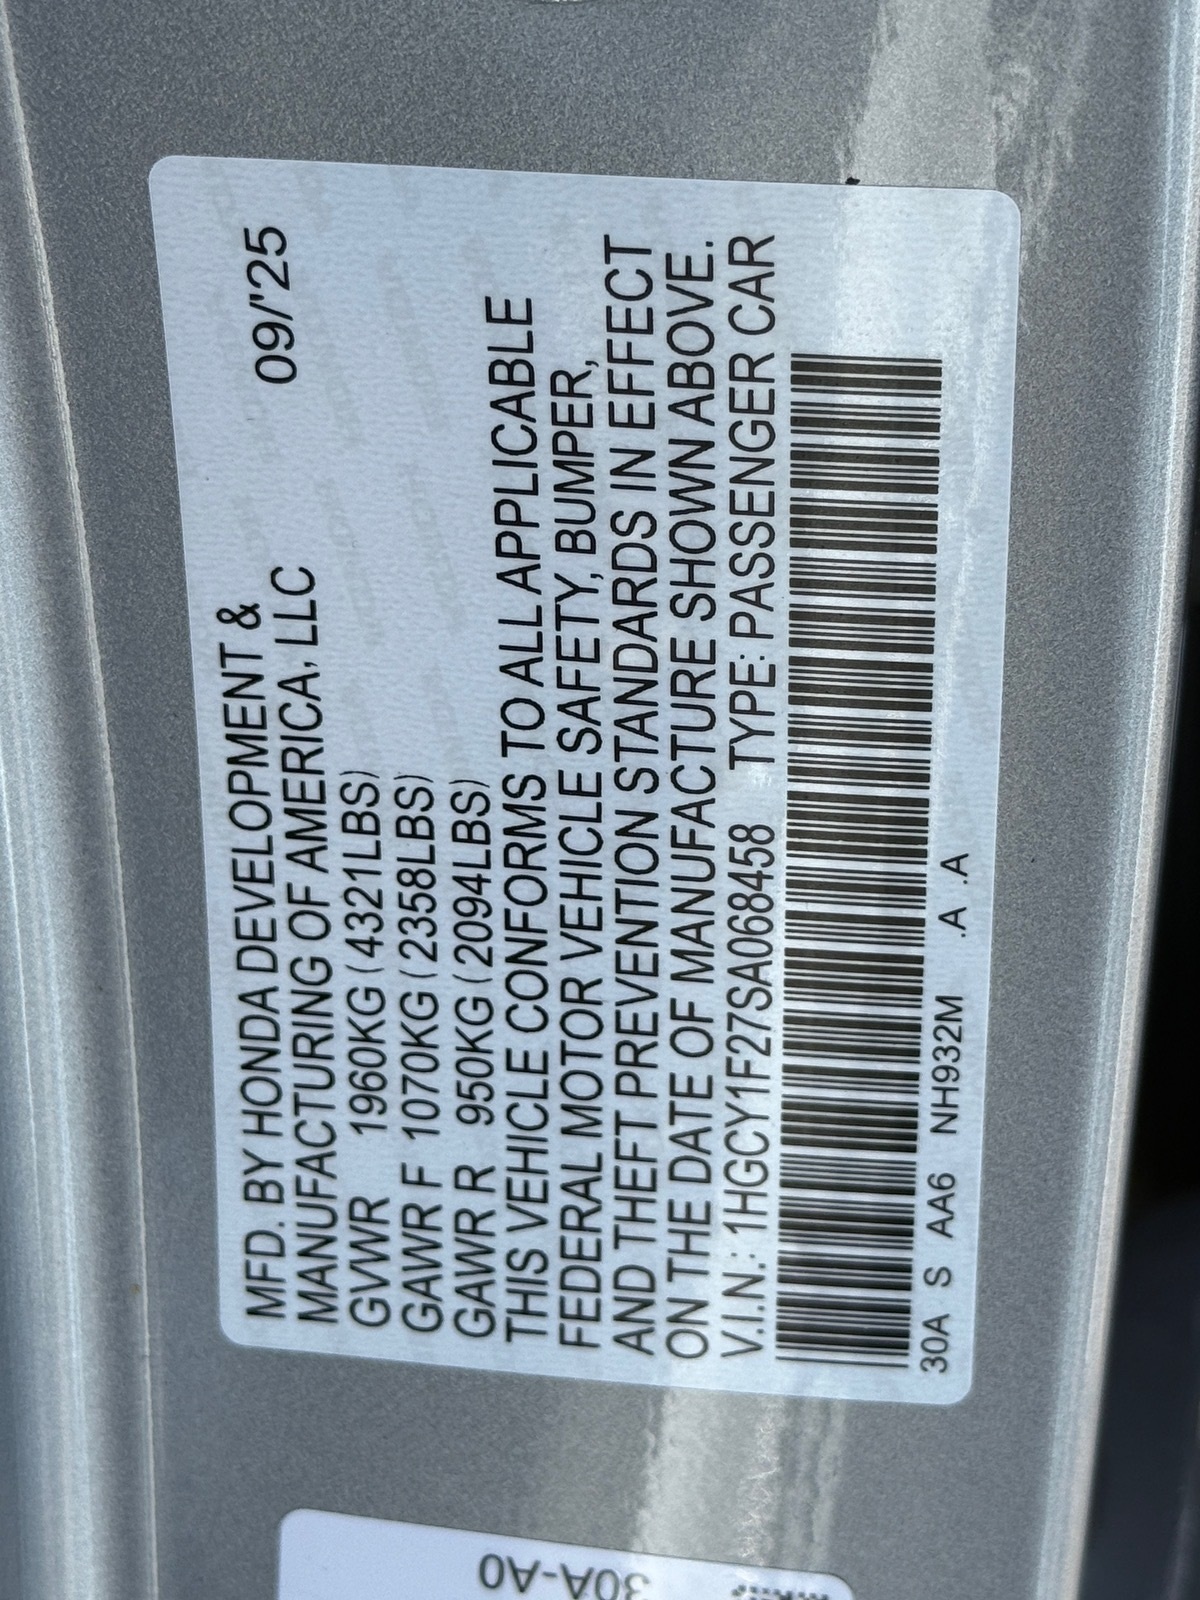 MFD. BY HONDA DEVELOPMENT &
MANUFACTURING OF AMERICA, LLC 09/'25
GVWR 1960KG (4321LBS)
GAWR F 1070KG (2358LBS)
GAWR R 950KG (2094LBS)
THIS VEHICLE CONFORMS TO ALL APPLICABLE
FEDERAL MOTOR VEHICLE SAFETY, BUMPER,
AND THEFT PREVENTION STANDARDS IN EFFECT
ON THE DATE OF MANUFACTURE SHOWN ABOVE.
V.I.N.: 1HGCY1F27SA068458 TYPE: PASSENGER CAR
30A S AA6 NH932M .A .A
30A-A0